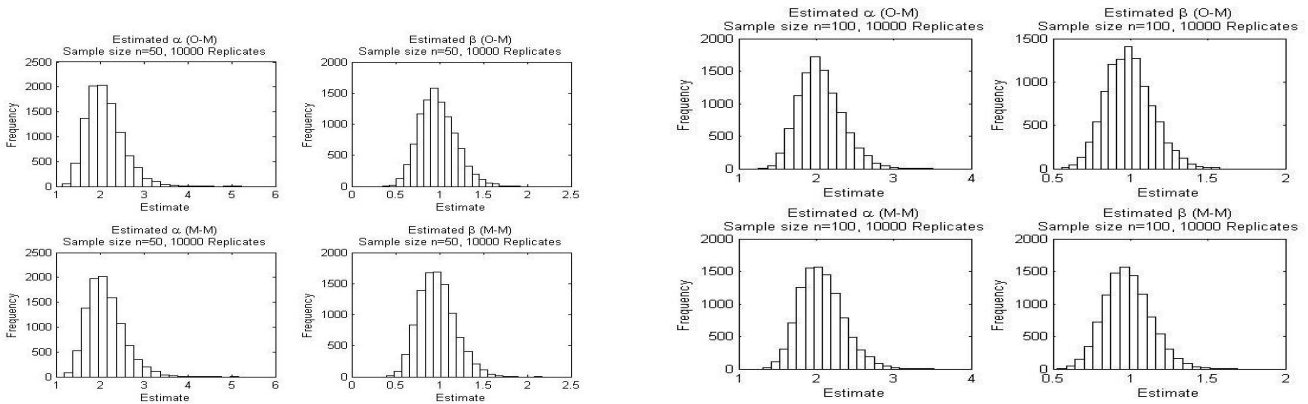 Estimated α (O-M)
Sample size n=50, 10000 Replicates
2500
2000
1500
1000
500
0
Frequency
1 2 3 4 5 6
Estimate
Estimated β (O-M)
Sample size n=50, 10000 Replicates
2000
1500
1000
500
0
0 0.5 1 1.5 2 2.5
Estimate
Estimated α (M-M)
Sample size n=50, 10000 Replicates
2500
2000
1500
1000
500
0
Frequency
1 2 3 4 5 6
Estimate
Estimated β (M-M)
Sample size n=50, 10000 Replicates
2000
1500
1000
500
0
0 0.5 1 1.5 2 2.5
Estimate
Estimated α (O-M)
Sample size n=100, 10000 Replicates
2000
1500
1000
500
0
Frequency
1 2 3 4
Estimate
Estimated β (O-M)
Sample size n=100, 10000 Replicates
1500
1000
500
0
0.5 1 1.5 2
Estimate
Estimated α (M-M)
Sample size n=100, 10000 Replicates
2000
1500
1000
500
0
Frequency
1 2 3 4
Estimate
Estimated β (M-M)
Sample size n=100, 10000 Replicates
2000
1500
1000
500
0
0.5 1 1.5 2
Estimate